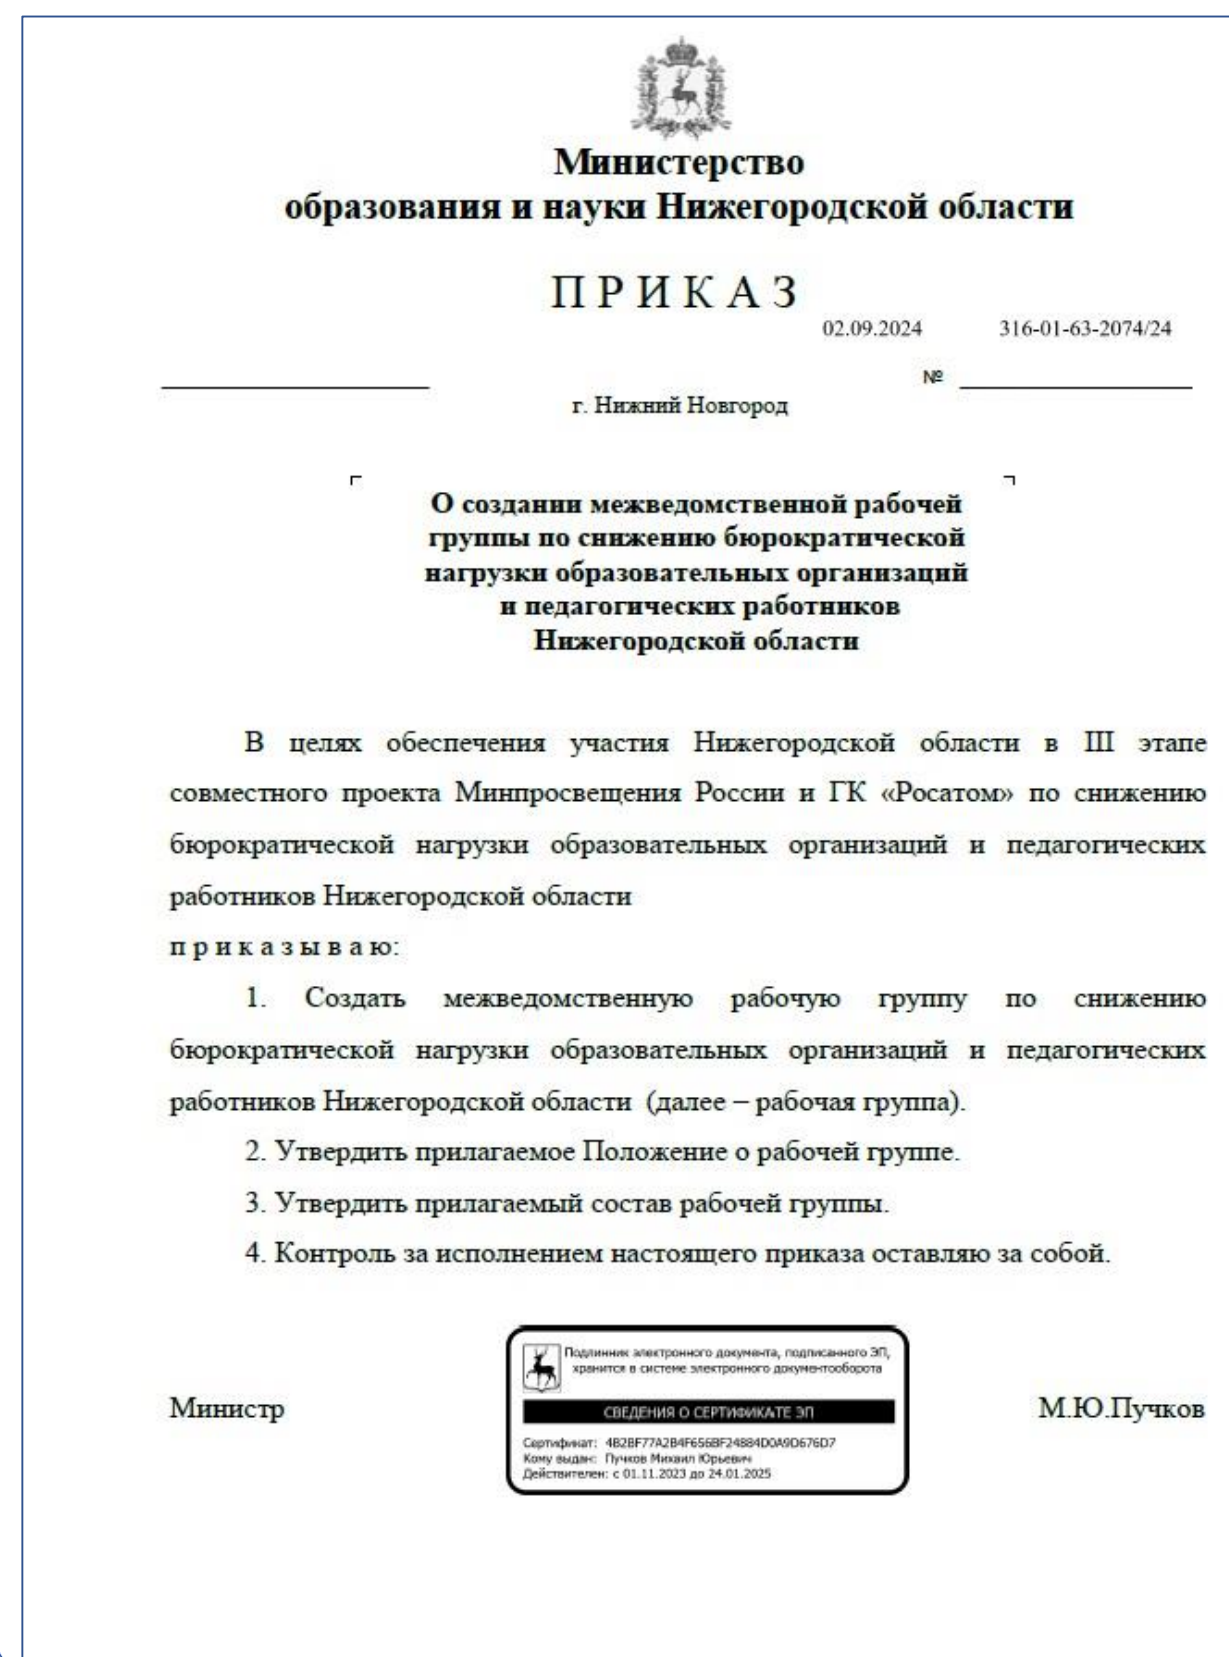 Министерство
образования и науки Нижегородской области
П Р И К А З
02.09.2024 316-01-63-2074/24
№
г. Нижний Новгород
О создании межведомственной рабочей
группы по снижению бюрократической
нагрузки образовательных организаций
и педагогических работников
Нижегородской области
В целях обеспечения участия Нижегородской области в III этапе
совместного проекта Минпросвещения России и ГК «Росатом» по снижению
бюрократической нагрузки образовательных организаций и педагогических
работников Нижегородской области
п р и к а з ы в а ю:
1. Создать межведомственную рабочую группу по снижению
бюрократической нагрузки образовательных организаций и педагогических
работников Нижегородской области (далее – рабочая группа).
2. Утвердить прилагаемое Положение о рабочей группе.
3. Утвердить прилагаемый состав рабочей группы.
4. Контроль за исполнением настоящего приказа оставляю за собой.
Подлинник электронного документа, подписанного ЭП,
хранится в системе электронного документооборота
Министр
СВЕДЕНИЯ О СЕРТИФИКАТЕ ЭП
М.Ю.Пучков
Сертификат: 4B2BF77A2B4F656BF24884D0A9D676D7
Кому выдан: Пучков Михаил Юрьевич
Действителен: с 01.11.2023 до 24.01.2025